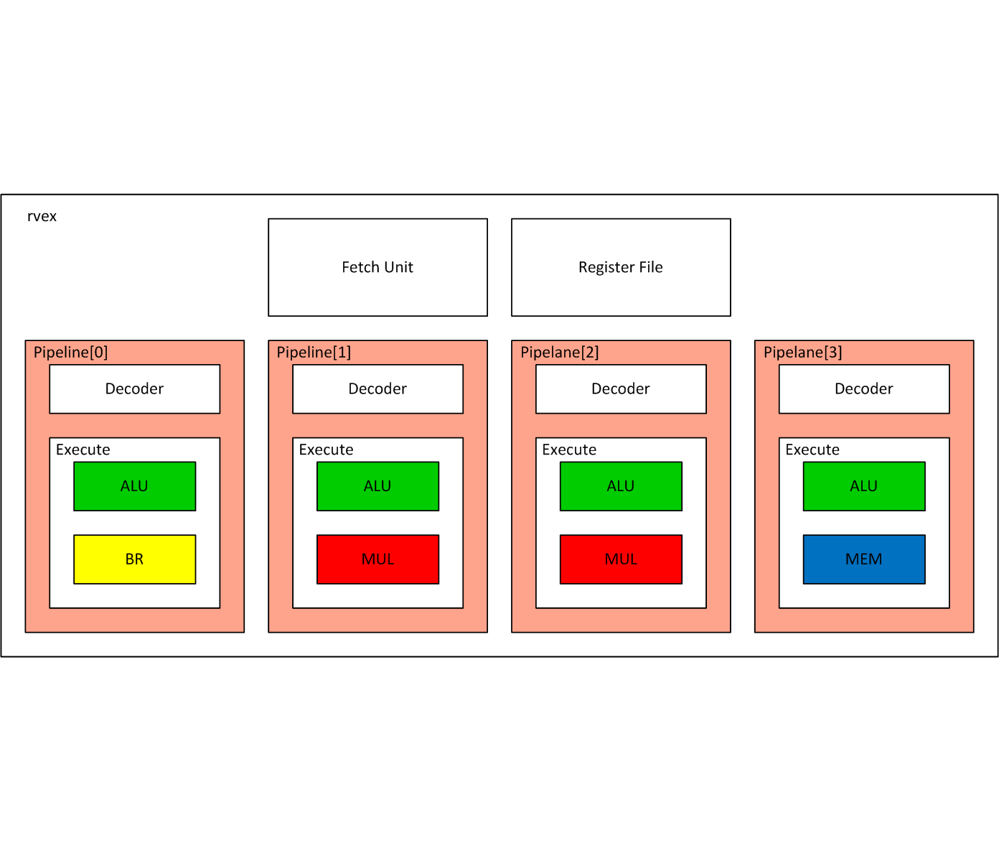 rvex
Fetch Unit
Register File
Pipeline[0]
Decoder
Execute
ALU
BR
Pipeline[1]
Decoder
Execute
ALU
MUL
Pipelane[2]
Decoder
Execute
ALU
MUL
Pipelane[3]
Decoder
Execute
ALU
MEM